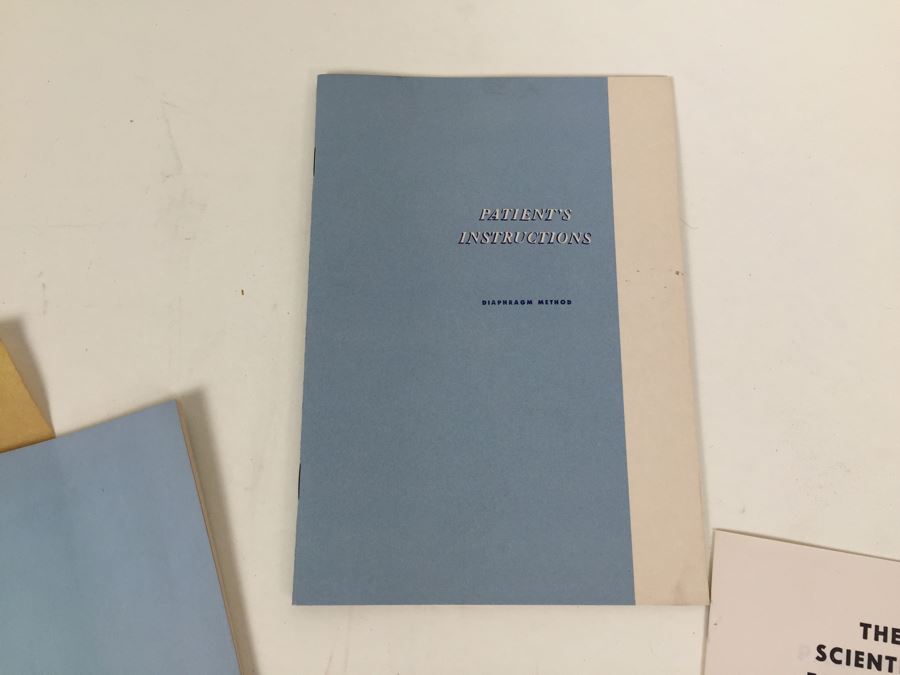 PATIENT'S
INSTRUCTIONS
DIAPHRAGM METHOD
THE
SCIENT